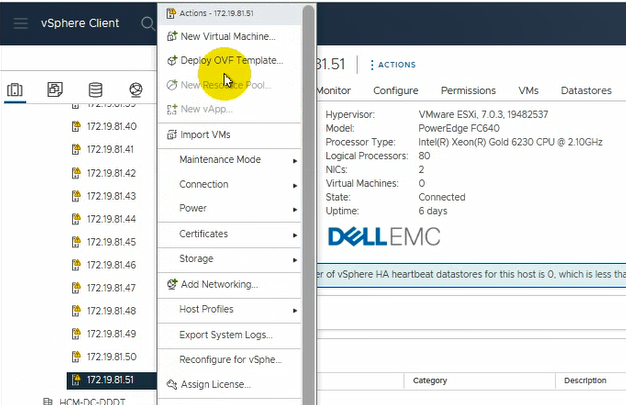 vSphere Client
Actions - 172.19.81.51
New Virtual Machine...
Deploy OVF Template...
New Resource Pool...
New vApp...
Import VMs
Maintenance Mode
Connection
Power
Certificates
Storage
Add Networking...
Host Profiles
Export System Logs...
Reconfigure for vSphe...
Assign License...
172.19.81.40
172.19.81.41
172.19.81.42
172.19.81.43
172.19.81.44
172.19.81.45
172.19.81.46
172.19.81.47
172.19.81.48
172.19.81.49
172.19.81.50
172.19.81.51
HCM-DC-DDDT
81.51
ACTIONS
Monitor Configure Permissions VMs Datastores
Hypervisor: VMware ESXi, 7.0.3, 19482537
Model: PowerEdge FC640
Processor Type: Intel(R) Xeon(R) Gold 6230 CPU @ 2.10GHz
Logical Processors: 80
NICs: 2
Virtual Machines: 0
State: Connected
Uptime: 6 days
DELLEMC
er of vSphere HA heartbeat datastores for this host is 0, which is less tha
Category Description